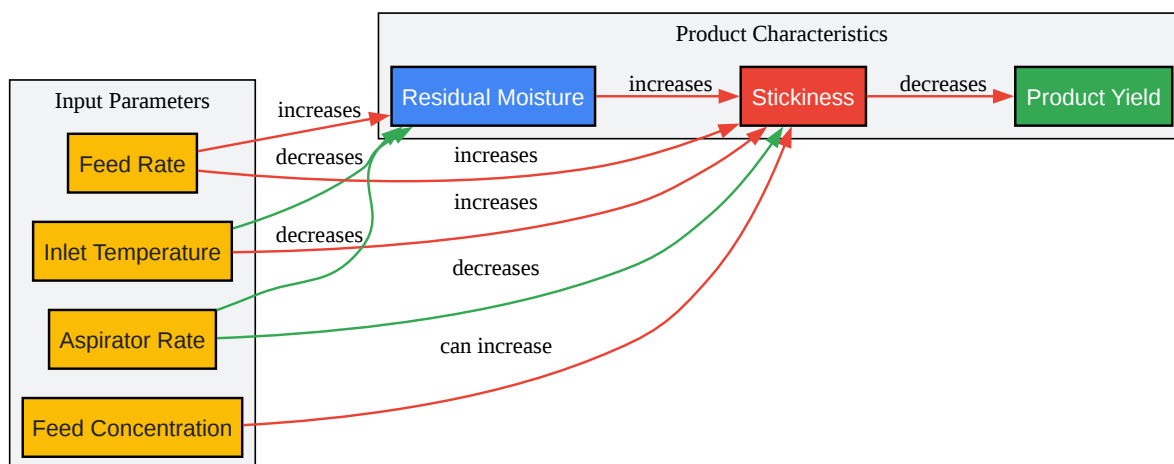 Product Characteristics
Input Parameters
Residual Moisture
increases
Stickiness
decreases
Product Yield
increases
Feed Rate
decreases
increases
Inlet Temperature
increases
decreases
Aspirator Rate
decreases
can increase
Feed Concentration